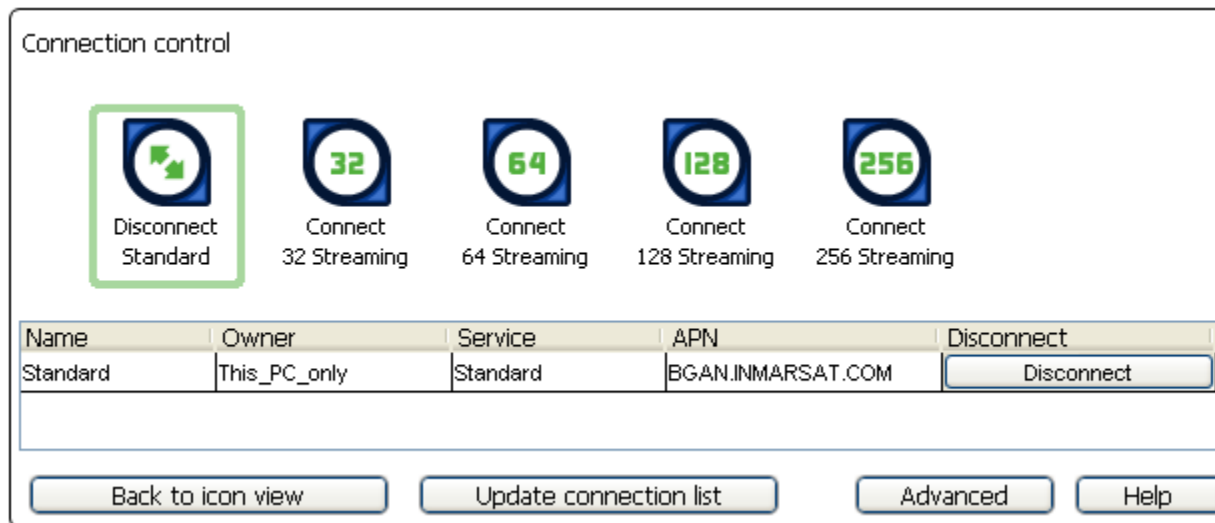 Connection control
32 64 128 256
Disconnect Connect Connect Connect Connect
Standard 32 Streaming 64 Streaming 128 Streaming 256 Streaming
Name Owner Service APN Disconnect
Standard This_PC_only Standard BGAN.INMARSAT.COM Disconnect
Back to icon view Update connection list Advanced Help